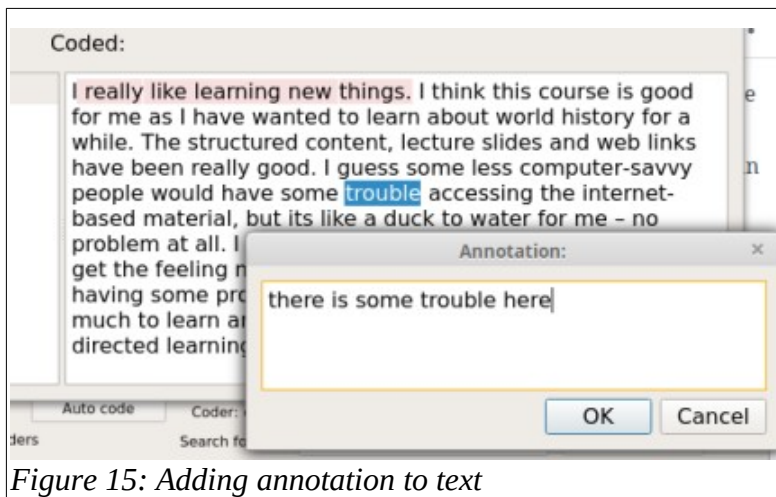 Coded:
I really like learning new things. I think this course is good
for me as I have wanted to learn about world history for a
while. The structured content, lecture slides and web links
have been really good. I guess some less computer-savvy
people would have some trouble accessing the internet-
based material, but its like a duck to water for me – no
problem at all. I
get the feeling
having some
much to learn
directed learning
Annotation:
there is some trouble here
OK Cancel
Auto code Coder:
Search
Figure 15: Adding annotation to text